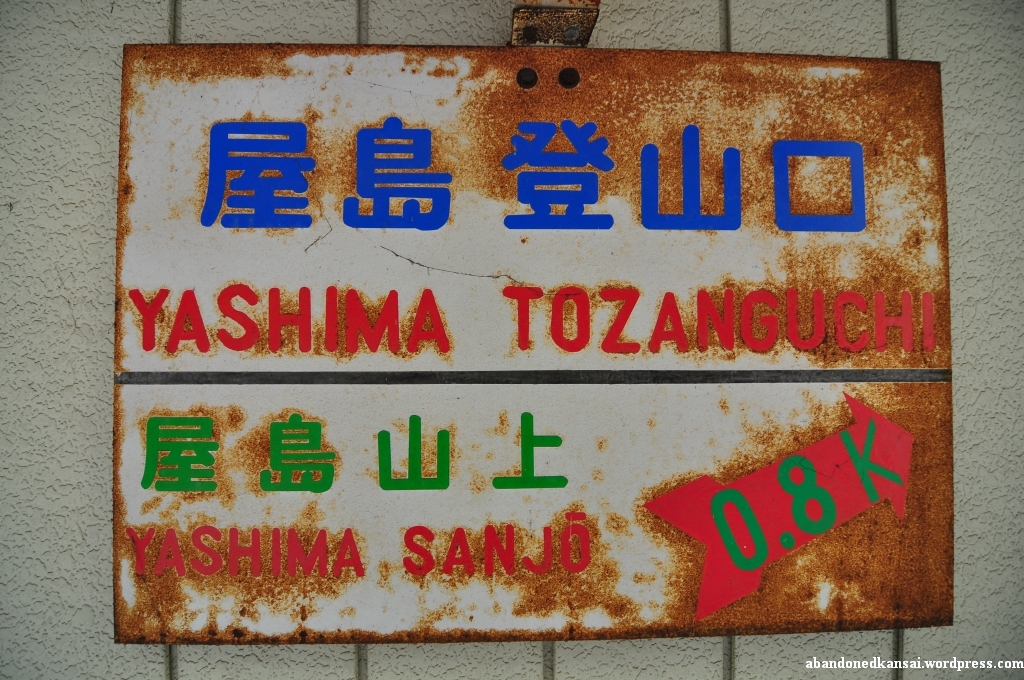 屋島登山口
YASHIMA TOZANGUCHI
屋島山上
YASHIMA SANJŌ
0.8K
abandonedkansai.wordpress.com